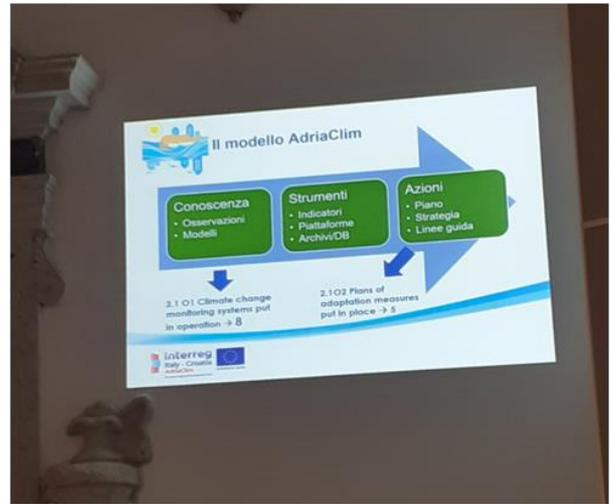 Il modello AdriaClim
Conoscenza
• Osservazioni
• Modelli
Strumenti
• Indicatori
• Piattaforme
• Archivi/DB
Azioni
• Piano
• Strategia
• Linee guida
2.1 O1 Climate change
monitoring systems put
in operation → 8
2.1O2 Plans of
adaptation measures
put in place → 5
Interreg
Italy - Croatia
AdriaClim